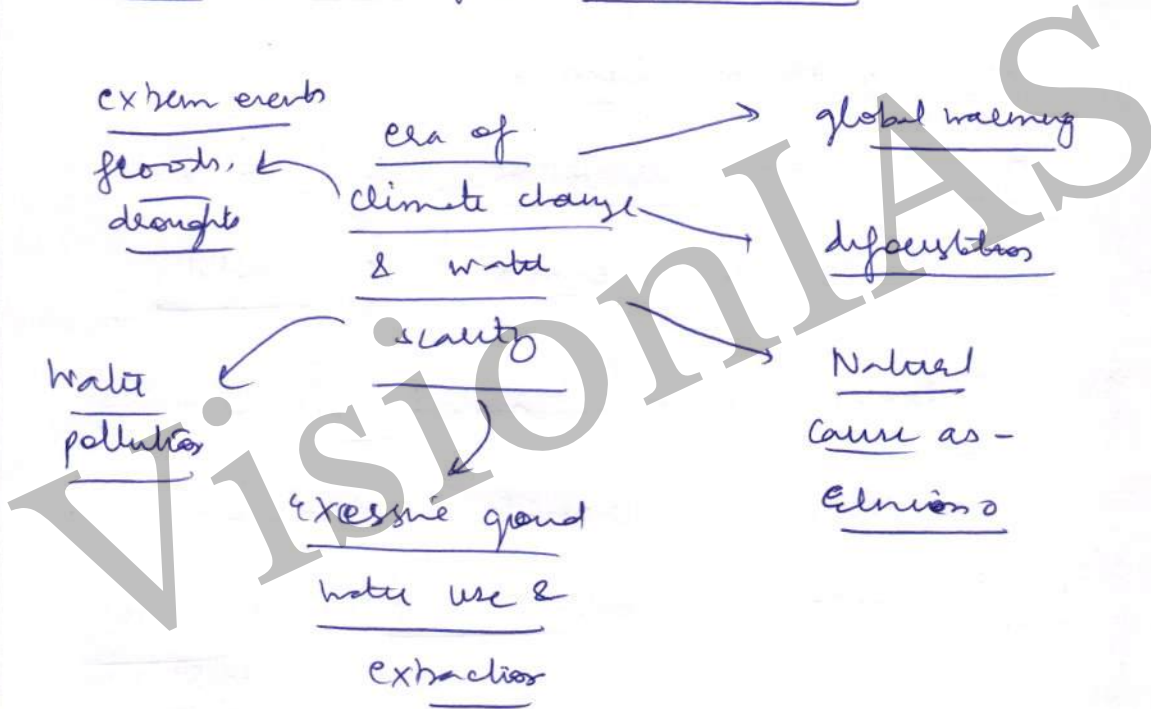 extrem events
floods,
droughts
era of
climate change
& water
scarcity
global warming
deforestation
Natural
cause as -
Elnino
Water
pollution
Excessive ground
water use &
extraction
VisionIAS